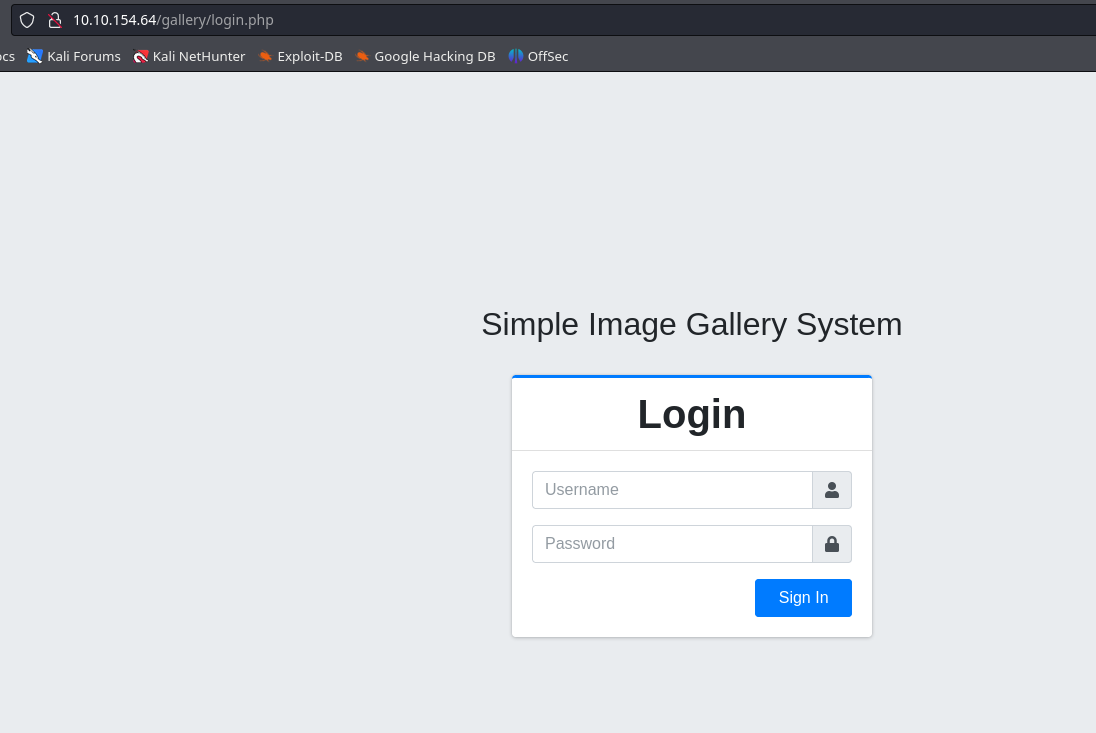 10.10.154.64/gallery/login.php
ocs Kali Forums Kali NetHunter Exploit-DB Google Hacking DB OffSec
Simple Image Gallery System
Login
Username
Password
Sign In